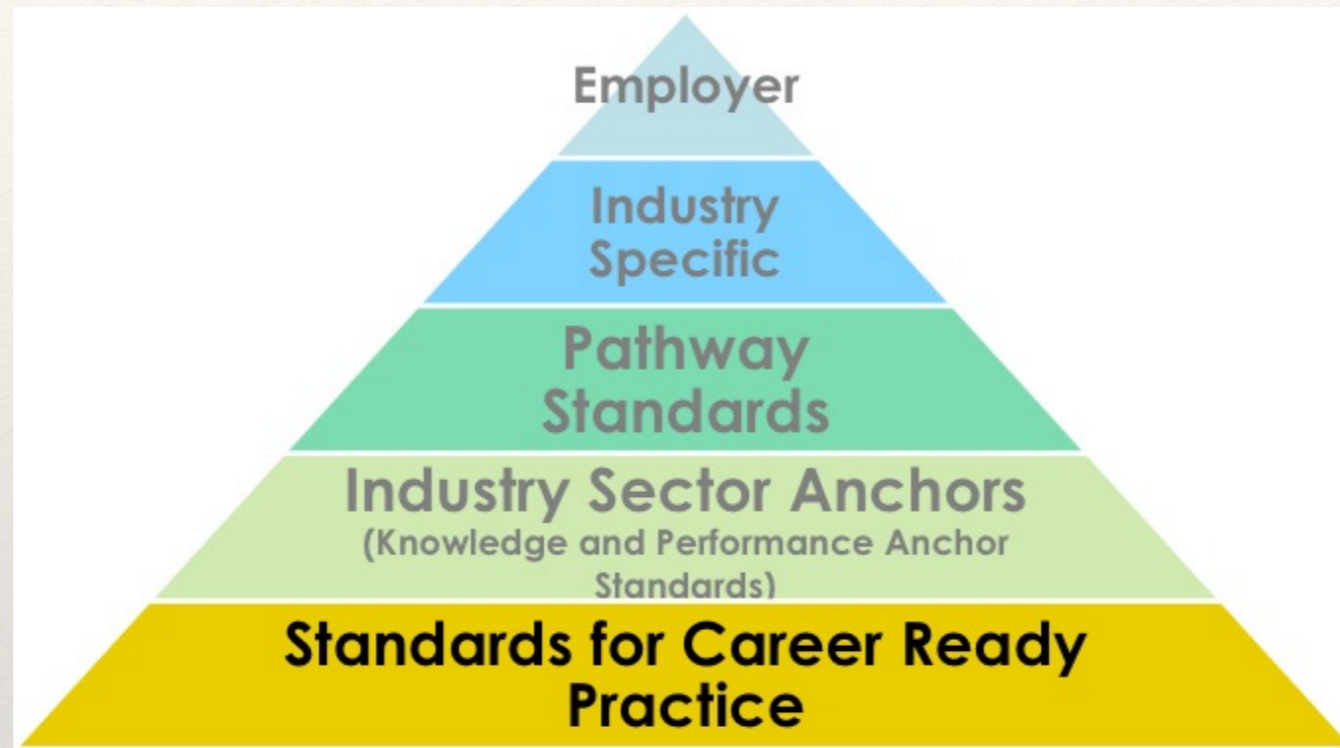 Employer
Industry
Specific
Pathway
Standards
Industry Sector Anchors
(Knowledge and Performance Anchor
Standards)
Standards for Career Ready
Practice